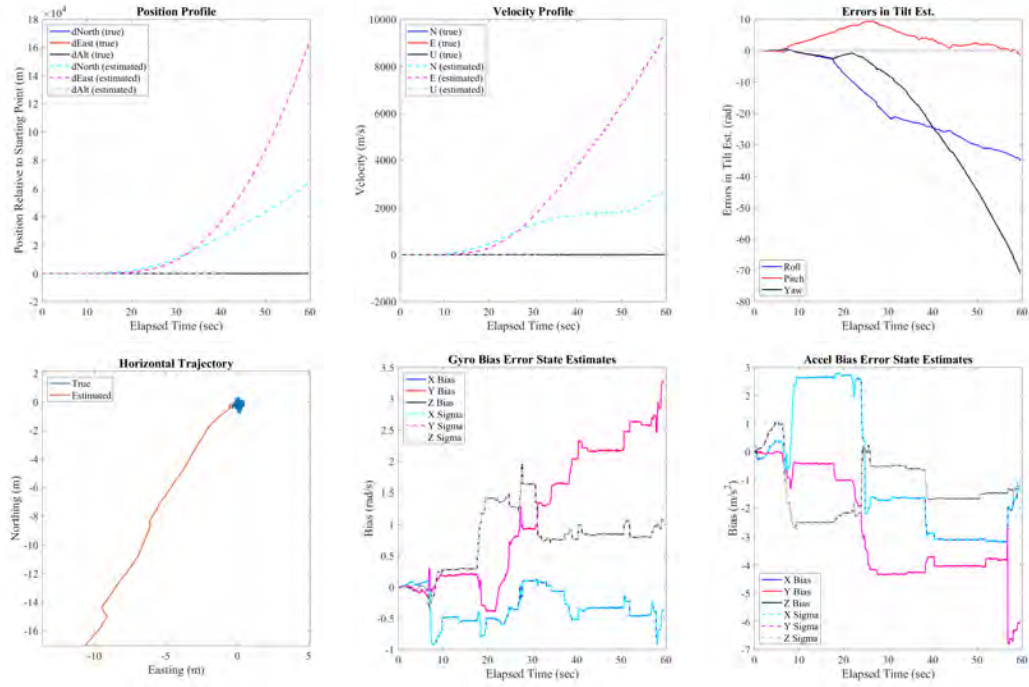 Position Profile
×10⁴
18
16
14
12
10
8
6
4
2
0
-2
dNorth (true)
dEast (true)
dAlt (true)
dNorth (estimated)
dEast (estimated)
dAlt (estimated)
Position Relative to Starting Point (m)
0 10 20 30 40 50 60
Elapsed Time (sec)
Velocity Profile
10000
8000
6000
4000
2000
0
-2000
N (true)
E (true)
U (true)
N (estimated)
E (estimated)
U (estimated)
Velocity (m/s)
0 10 20 30 40 50 60
Elapsed Time (sec)
Errors in Tilt Est.
10
0
-10
-20
-30
-40
-50
-60
-70
-80
Errors in Tilt Est. (rad)
Roll
Pitch
Yaw
0 10 20 30 40 50 60
Elapsed Time (sec)
Horizontal Trajectory
2
0
-2
-4
-6
-8
-10
-12
-14
-16
True
Estimated
Northing (m)
-10 -5 0 5
Easting (m)
Gyro Bias Error State Estimates
3.5
3
2.5
2
1.5
1
0.5
0
-0.5
-1
X Bias
Y Bias
Z Bias
X Sigma
Y Sigma
Z Sigma
Bias (rad/s)
0 10 20 30 40 50 60
Elapsed Time (sec)
Accel Bias Error State Estimates
3
2
1
0
-1
-2
-3
-4
-5
-6
-7
Bias (m/s²)
X Bias
Y Bias
Z Bias
X Sigma
Y Sigma
Z Sigma
0 10 20 30 40 50 60
Elapsed Time (sec)